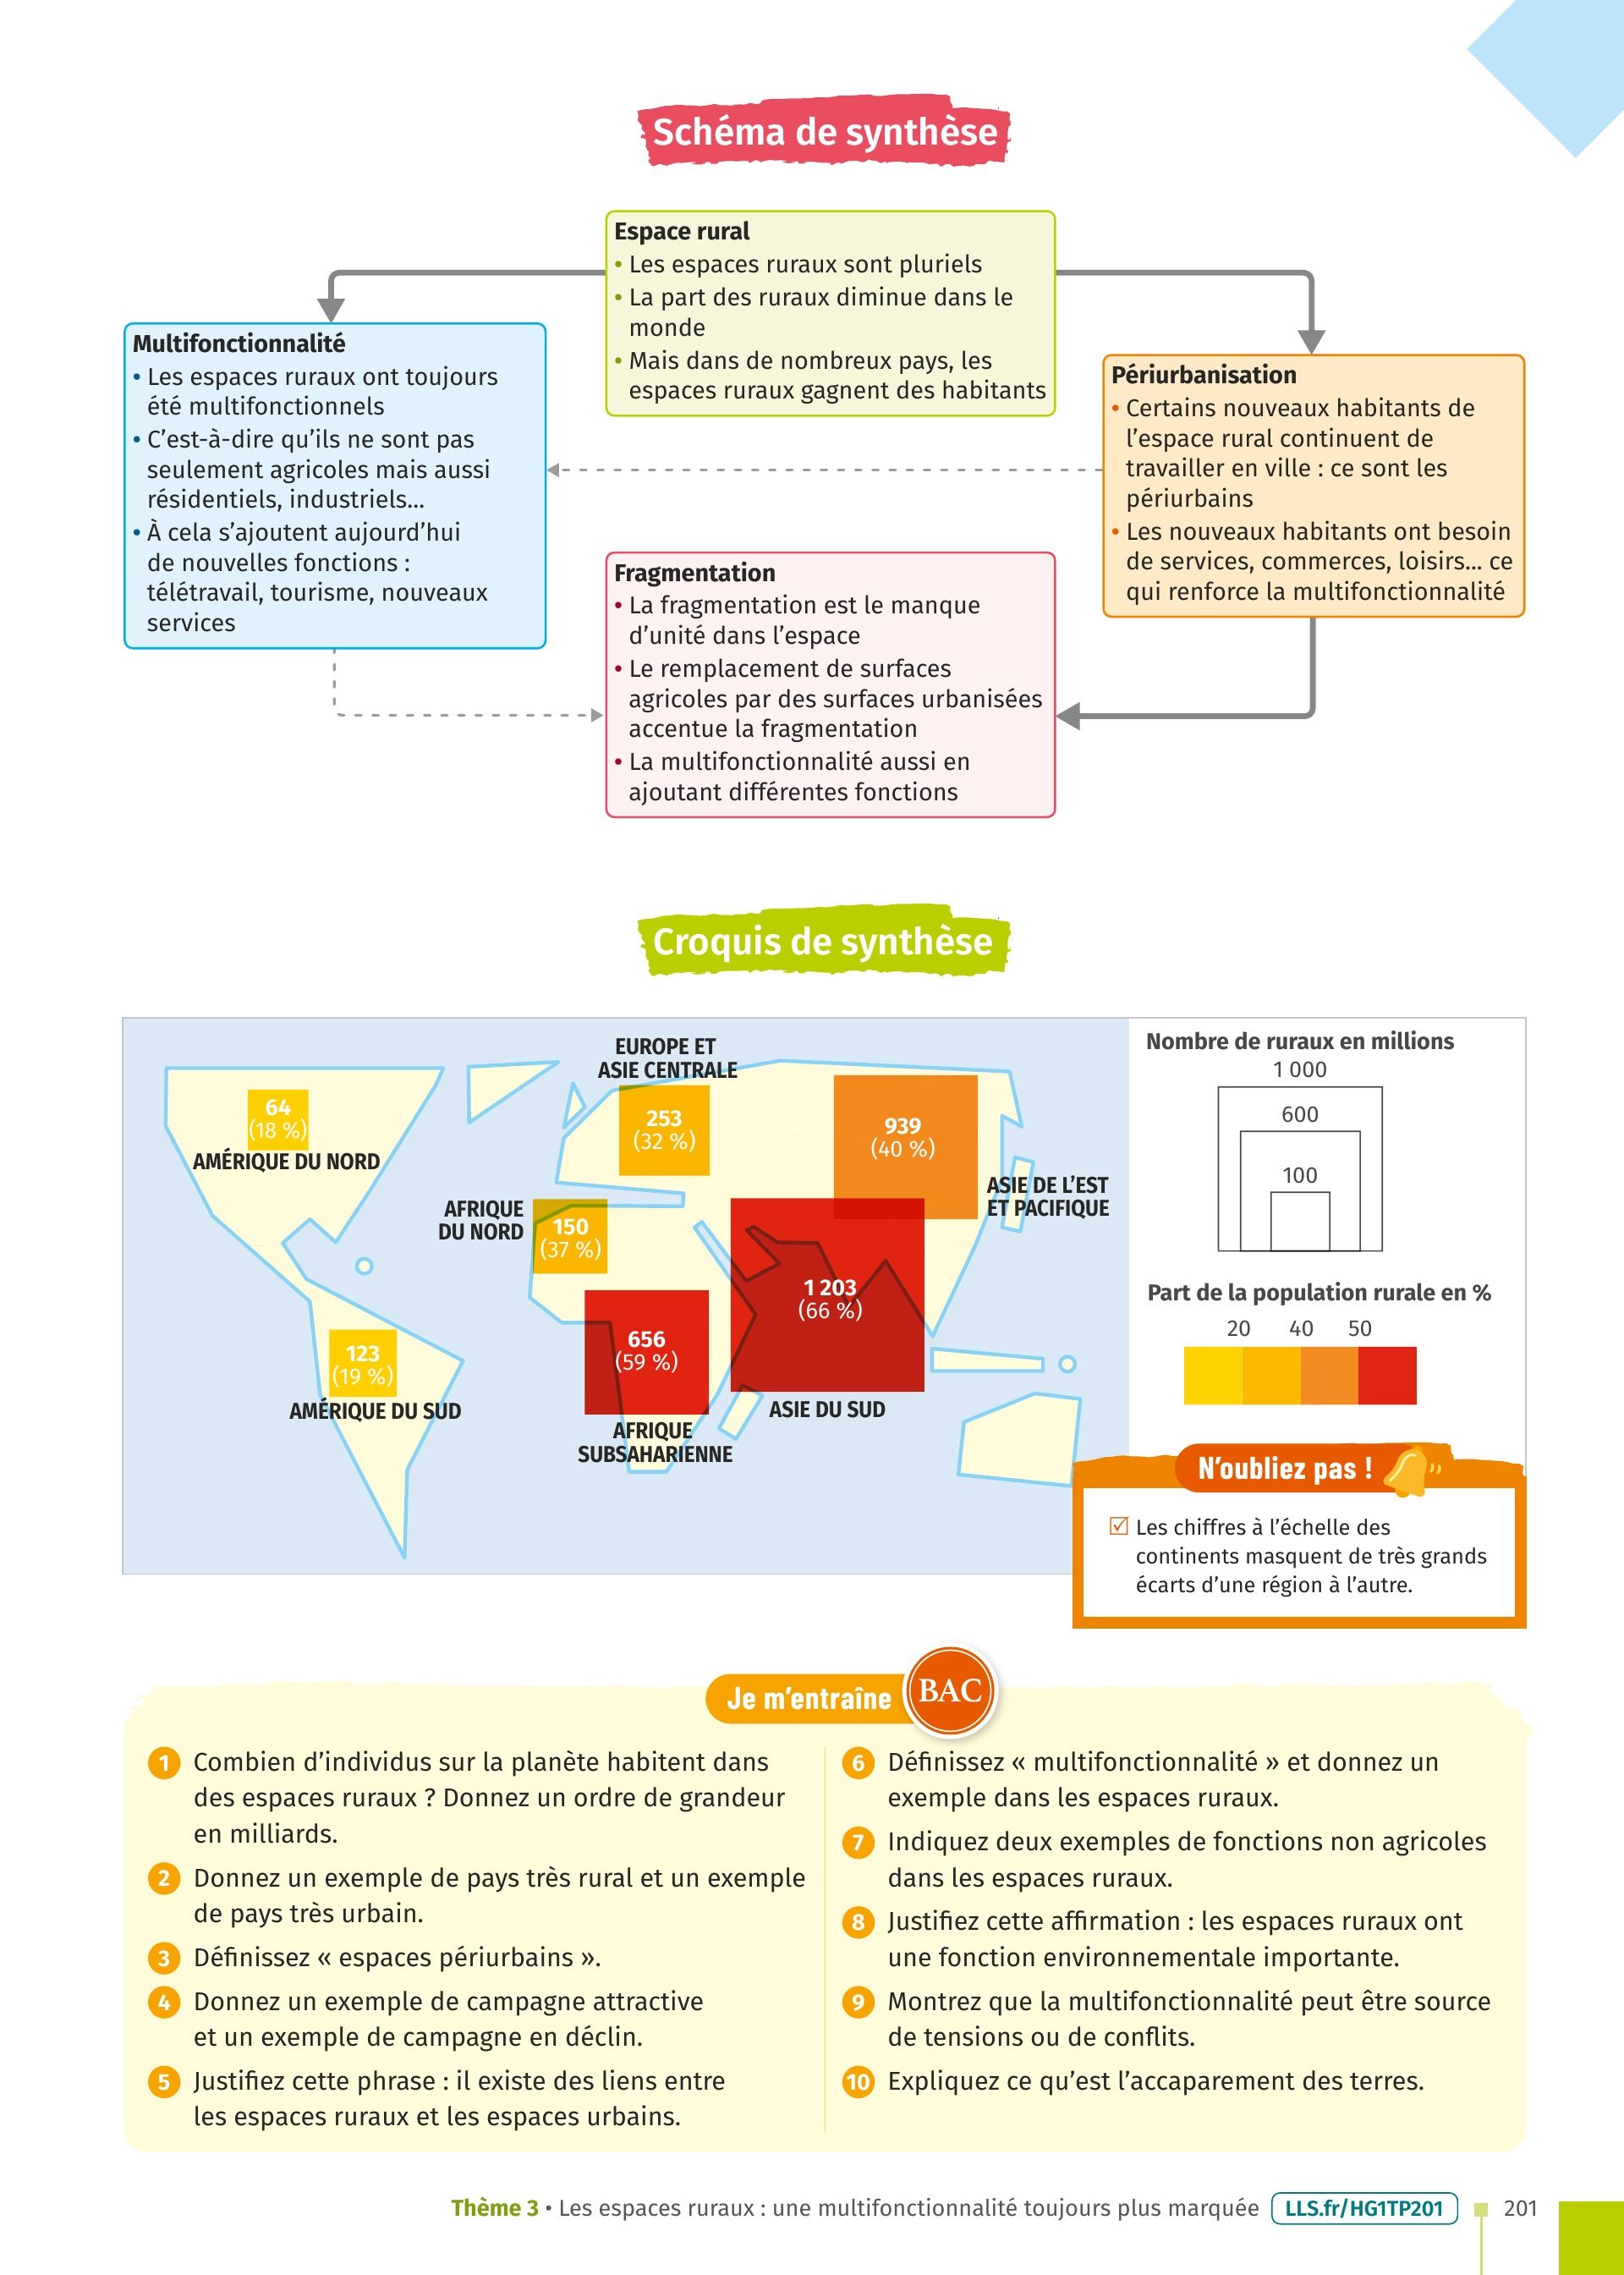 Schéma de synthèse
Espace rural
• Les espaces ruraux sont pluriels
• La part des ruraux diminue dans le
monde
• Mais dans de nombreux pays, les
espaces ruraux gagnent des habitants
Multifonctionnalité
• Les espaces ruraux ont toujours
été multifonctionnels
• C’est-à-dire qu’ils ne sont pas
seulement agricoles mais aussi
résidentiels, industriels...
• À cela s’ajoutent aujourd’hui
de nouvelles fonctions :
télétravail, tourisme, nouveaux
services
Périurbanisation
• Certains nouveaux habitants de
l’espace rural continuent de
travailler en ville : ce sont les
périurbains
• Les nouveaux habitants ont besoin
de services, commerces, loisirs... ce
qui renforce la multifonctionnalité
Fragmentation
• La fragmentation est le manque
d’unité dans l’espace
• Le remplacement de surfaces
agricoles par des surfaces urbanisées
accentue la fragmentation
• La multifonctionnalité aussi en
ajoutant différentes fonctions
Croquis de synthèse
EUROPE ET
ASIE CENTRALE
253
(32 %)
64
(18 %)
AMÉRIQUE DU NORD
939
(40 %)
ASIE DE L’EST
ET PACIFIQUE
AFRIQUE
DU NORD
150
(37 %)
1 203
(66 %)
ASIE DU SUD
656
(59 %)
AFRIQUE
SUBSAHARIENNE
123
(19 %)
AMÉRIQUE DU SUD
Nombre de ruraux en millions
1 000
600
100
Part de la population rurale en %
20 40 50
N’oubliez pas !
Les chiffres à l’échelle des
continents masquent de très grands
écarts d’une région à l’autre.
Je m’entraîne BAC
1 Combien d’individus sur la planète habitent dans
des espaces ruraux ? Donnez un ordre de grandeur
en milliards.
2 Donnez un exemple de pays très rural et un exemple
de pays très urbain.
3 Définissez « espaces périurbains ».
4 Donnez un exemple de campagne attractive
et un exemple de campagne en déclin.
5 Justifiez cette phrase : il existe des liens entre
les espaces ruraux et les espaces urbains.
6 Définissez « multifonctionnalité » et donnez un
exemple dans les espaces ruraux.
7 Indiquez deux exemples de fonctions non agricoles
dans les espaces ruraux.
8 Justifiez cette affirmation : les espaces ruraux ont
une fonction environnementale importante.
9 Montrez que la multifonctionnalité peut être source
de tensions ou de conflits.
10 Expliquez ce qu’est l’accaparement des terres.
Thème 3 • Les espaces ruraux : une multifonctionnalité toujours plus marquée LLS.fr/HG1TP201 201